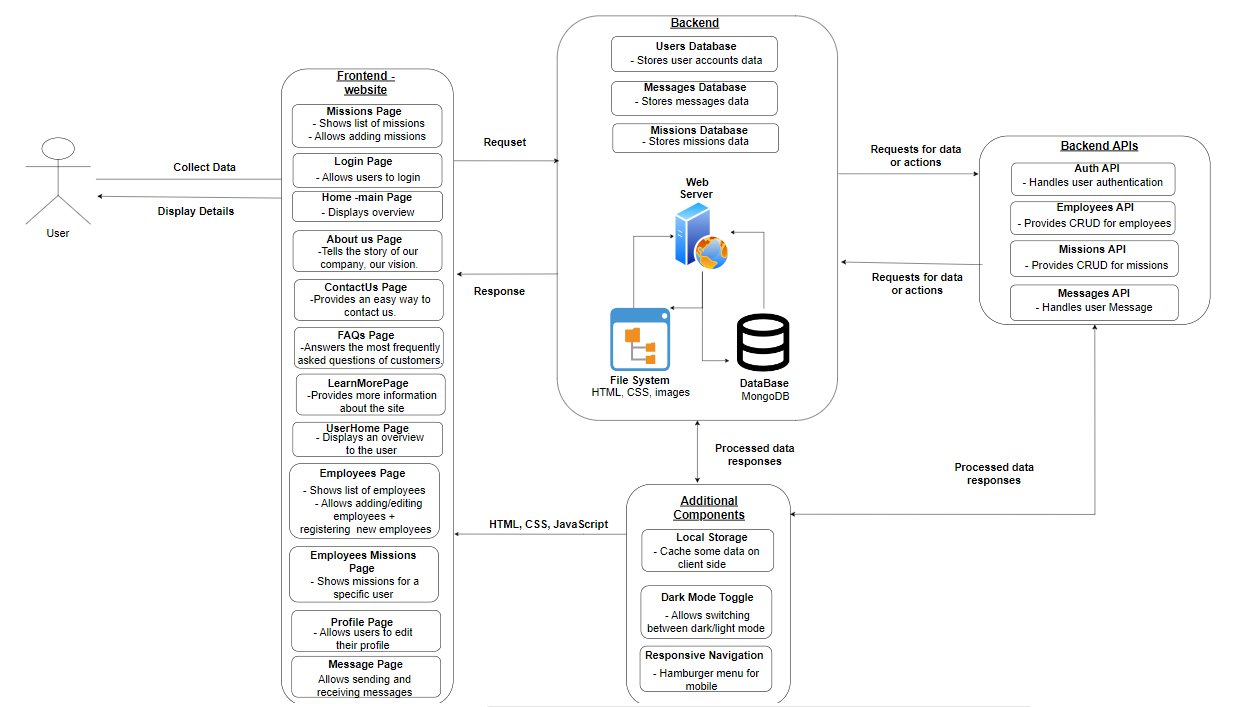 User
Collect Data
Display Details
Frontend -
website
Missions Page
- Shows list of missions
- Allows adding missions
Login Page
- Allows users to login
Home -main Page
- Displays overview
About us Page
-Tells the story of our
company, our vision.
ContactUs Page
-Provides an easy way to
contact us.
FAQs Page
-Answers the most frequently
asked questions of customers.
LearnMorePage
-Provides more information
about the site
UserHome Page
- Displays an overview
to the user
Employees Page
- Shows list of employees
- Allows adding/editing
employees +
registering new employees
Employees Missions
Page
- Shows missions for a
specific user
Profile Page
- Allows users to edit
their profile
Message Page
Allows sending and
receiving messages
Requset
Response
HTML, CSS, JavaScript
Backend
Users Database
- Stores user accounts data
Messages Database
- Stores messages data
Missions Database
- Stores missions data
Web
Server
File System
HTML, CSS, images
DataBase
MongoDB
Requests for data
or actions
Requests for data
or actions
Backend APIs
Auth API
- Handles user authentication
Employees API
- Provides CRUD for employees
Missions API
- Provides CRUD for missions
Messages API
- Handles user Message
Processed data
responses
Processed data
responses
Additional
Components
Local Storage
- Cache some data on
client side
Dark Mode Toggle
- Allows switching
between dark/light mode
Responsive Navigation
- Hamburger menu for
mobile